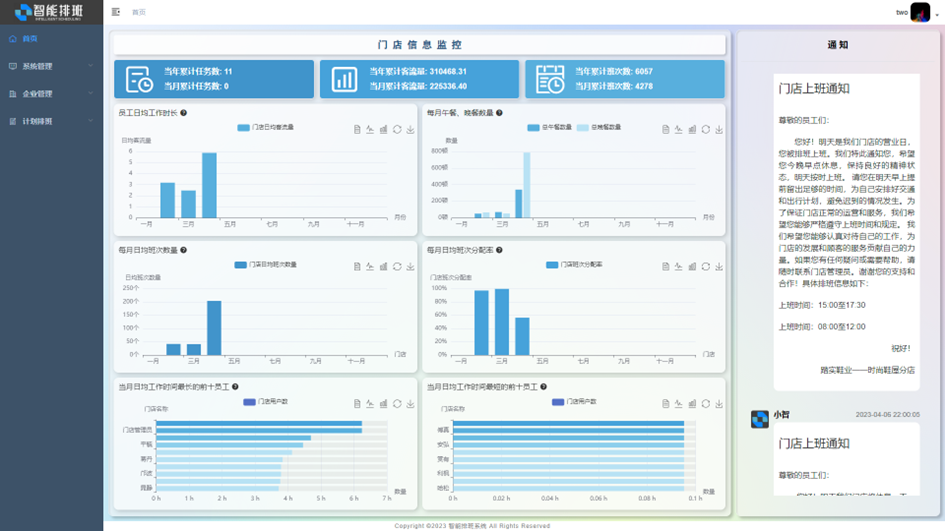 智能排班
INTELLIGENT SCHEDULING
首页
two
首页
系统管理
企业管理
计划排班
门店信息监控
当年累计任务数: 11
当月累计任务数: 0
当年累计客流量: 310468.31
当月累计客流量: 225336.40
当年累计班次数: 6057
当月累计班次数: 4278
员工日均工作时长
门店日均客流量
日均客流量
6
5
4
3
2
1
0
一月 三月 五月 七月 九月 十一月
月份
每月午餐，晚餐数量
总午餐数量 总晚餐数量
数量
800顿
600顿
400顿
200顿
0顿
一月 三月 五月 七月 九月 十一月
月份
每月日均班次数量
门店日均班次数量
日均班次数量
250个
200个
150个
100个
50个
0个
一月 三月 五月 七月 九月 十一月
门店
每月日均班次分配率
门店班次分配率
门店班次分配率
100%
80%
60%
40%
20%
0%
一月 三月 五月 七月 九月 十一月
门店
当月日均工作时间最长的前十员工
门店用户数
门店名称
门店管理员
0 h 1 h 2 h 3 h 4 h 5 h 6 h 7 h
数量
当月日均工作时间最短的前十员工
门店用户数
门店名称
0 h 0.02 h 0.04 h 0.06 h 0.08 h 0.1 h
数量
通知
门店上班通知
尊敬的员工们：
您好！明天是我们门店的营业日，
您被排班上班。我们特此通知您，希望
您今晚早点休息，保持良好的精神状
态，明天按时上班。 请您在明天早上提
前留出足够的时间，为自己安排好交通
和出行计划，避免迟到的情况发生。为
了保证门店正常的运营和服务，我们希
望您能够严格遵守上班时间和规定。 我
们希望您能够认真对待自己的工作，为
门店的发展和顾客的服务贡献自己的力
量。如果您有任何疑问或需要帮助，请
随时联系门店管理员。谢谢您的支持和
合作！具体排班信息如下：
上班时间：15:00至17:30
上班时间：08:00至12:00
祝好！
踏实鞋业——时尚鞋屋分店
小智
2023-04-06 22:00:05
门店上班通知
尊敬的员工们：
Copyright ©2023 智能排班系统 All Rights Reserved